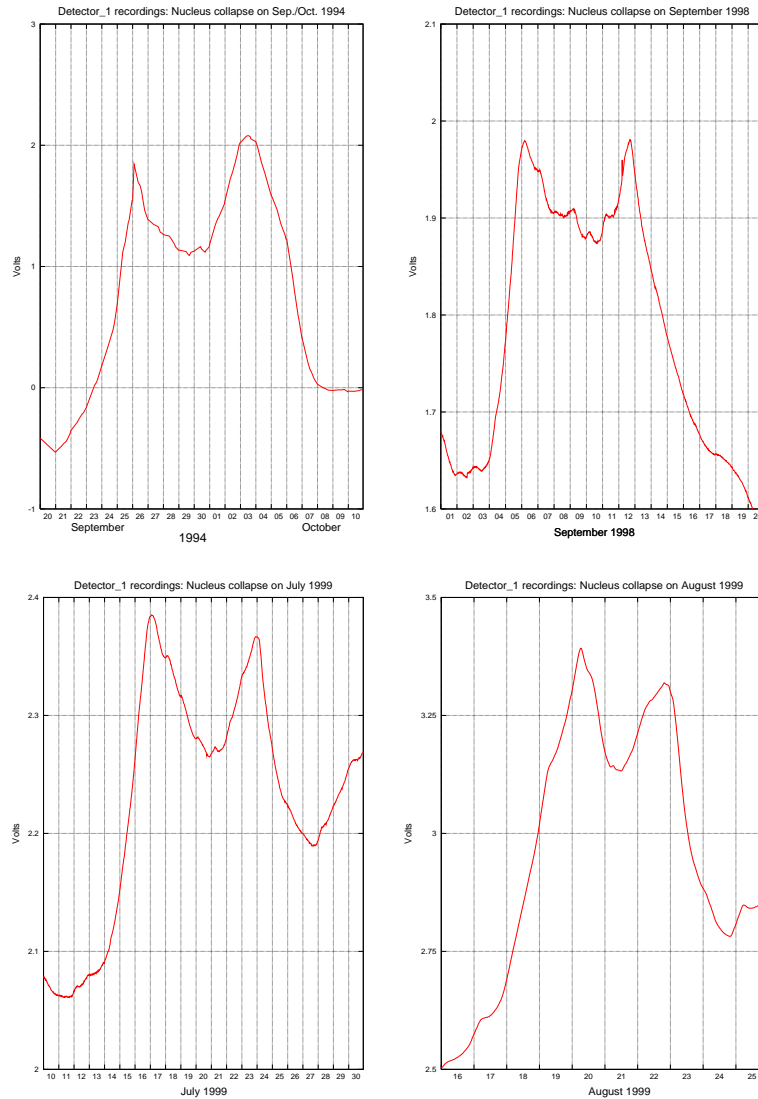 Detector_1 recordings: Nucleus collapse on Sep./Oct. 1994
3
2
1
0
-1
Volts
20 21 22 23 24 25 26 27 28 29 30 01 02 03 04 05 06 07 08 09 10
September October
1994
Detector_1 recordings: Nucleus collapse on September 1998
2.1
2
1.9
1.8
1.7
1.6
Volts
01 02 03 04 05 06 07 08 09 10 11 12 13 14 15 16 17 18 19
September 1998
Detector_1 recordings: Nucleus collapse on July 1999
2.4
2.3
2.2
2.1
2
Volts
10 11 12 13 14 15 16 17 18 19 20 21 22 23 24 25 26 27 28 29 30
July 1999
Detector_1 recordings: Nucleus collapse on August 1999
3.5
3.25
3
2.75
2.5
Volts
16 17 18 19 20 21 22 23 24 25
August 1999